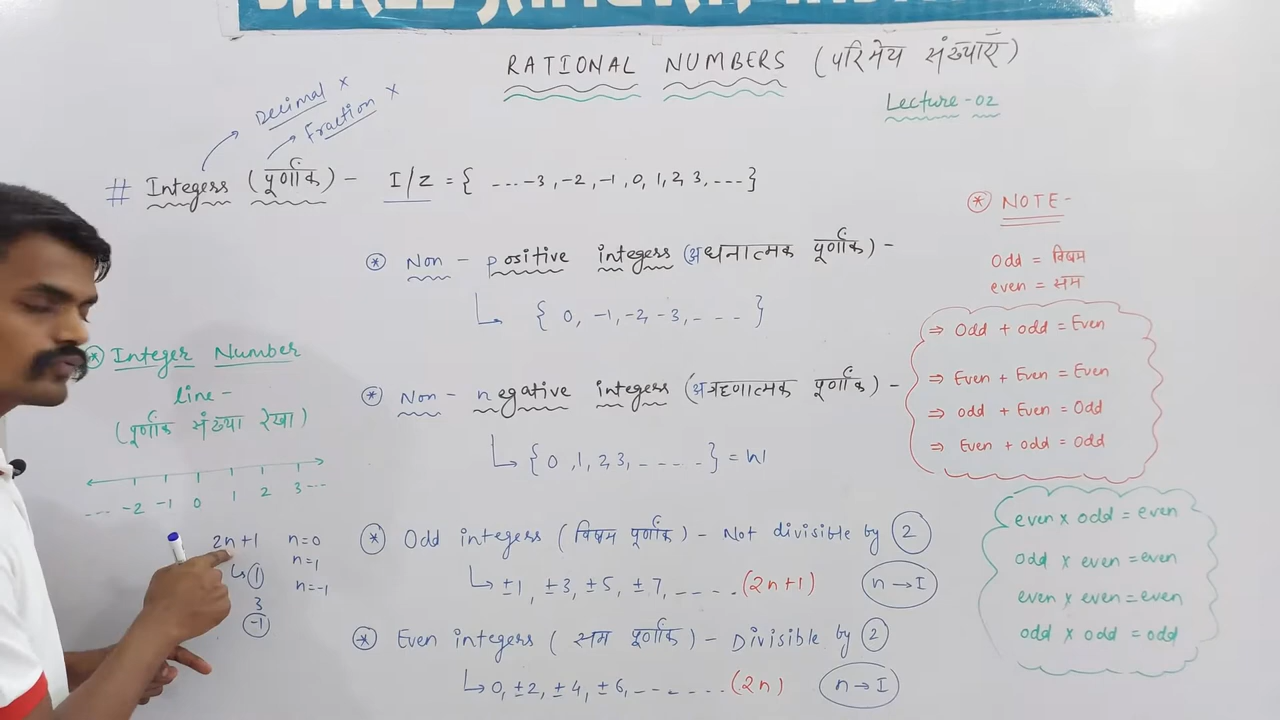 RATIONAL NUMBERS (परिमेय संख्याएँ)
Lecture-02
Decimal ×
Fraction ×
# Integers (पूर्णांक) - I/Z = { ....-3, -2, -1, 0, 1, 2, 3, ---- }
* Non - positive integers (अधनात्मक पूर्णांक) -
{ 0, -1, -2, -3, - - - - }
* Non - negative integers (अऋणात्मक पूर्णांक) -
{ 0, 1, 2, 3, - - - - - } = W
* Odd integers (विषम पूर्णांक) - Not divisible by 2
±1, ±3, ±5, ±7, - - - - . (2n+1) n → I
* Even integers (सम पूर्णांक) - Divisible by 2
0, ±2, ±4, ±6, - - - - - - (2n) n → I
* Integer Number
line -
(पूर्णांक संख्या रेखा)
---- -2 -1 0 1 2 3 ---
2n+1 n=0
1 n=1
3 n=-1
-1
* NOTE -
odd = विषम
even = सम
⇒ Odd + odd = Even
⇒ Even + Even = Even
⇒ odd + Even = Odd
⇒ Even + odd = Odd
even × odd = even
odd × even = even
even × even = even
odd × odd = odd